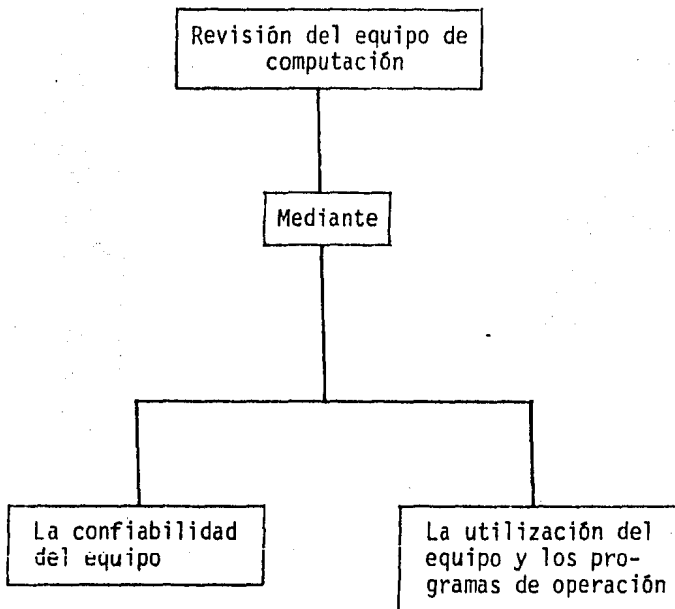 Revisión del equipo de
computación
Mediante
La confiabilidad
del equipo
La utilización del
equipo y los pro-
gramas de operación